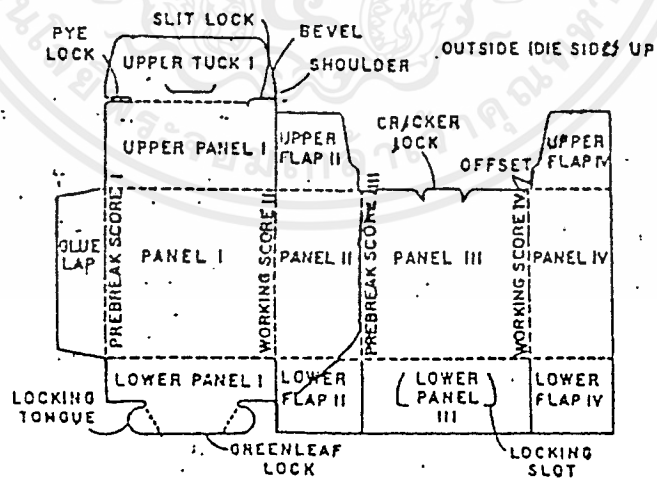 SLIT LOCK
BEVEL
PYE
LOCK
UPPER TUCK I
SHOULDER
OUTSIDE (DIE SIDES UP
UPPER PANEL I
UPPER
FLAP II
CRACKER
LOCK
OFFSET
UPPER
FLAP IV
GLUE
LAP
PREBREAK SCORE I
PANEL I
WORKING SCORE II
PANEL II
PREBREAK SCORE III
PANEL III
WORKING SCORE IV
PANEL IV
LOWER PANEL I
LOWER
FLAP II
LOWER
PANEL
III
LOWER
FLAP IV
LOCKING
TONGUE
GREENLEAF
LOCK
LOCKING
SLOT